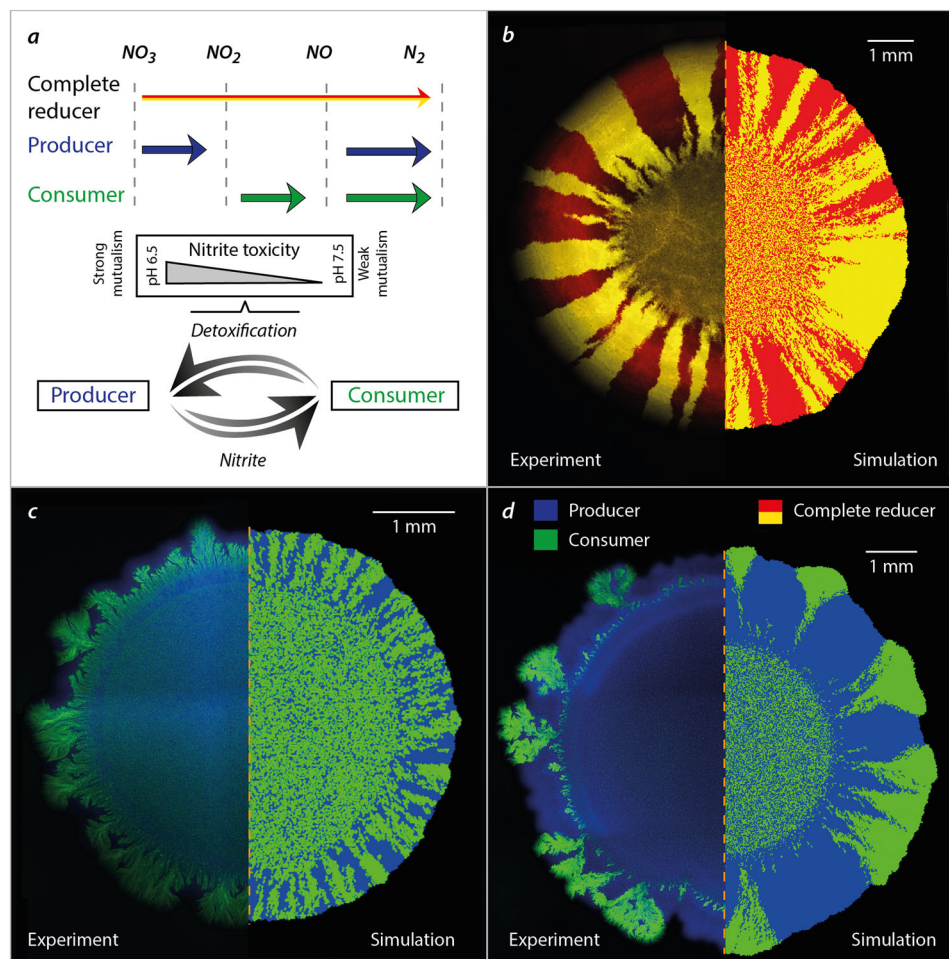 a
NO3 NO2 NO N2
Complete
reducer
Producer
Consumer
Strong
mutualism
pH 6.5
Nitrite toxicity
pH 7.5
Weak
mutualism
Detoxification
Producer
Consumer
Nitrite
b
1 mm
Experiment
Simulation
c
1 mm
Experiment
Simulation
d
Producer
Consumer
Complete reducer
1 mm
Experiment
Simulation